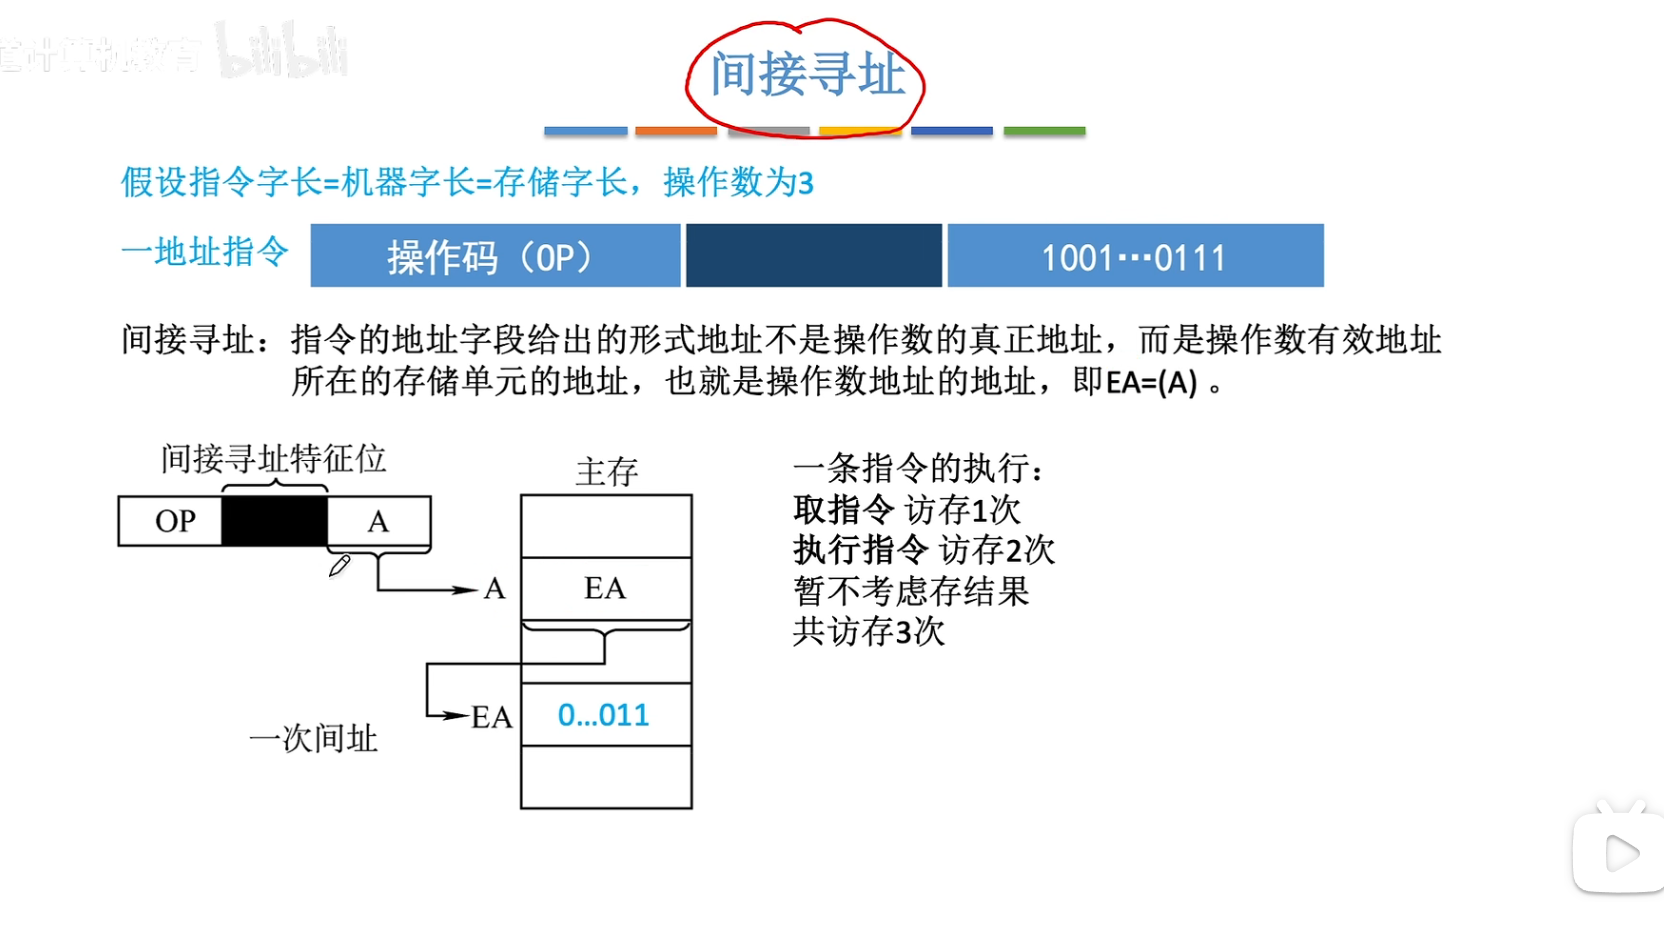 计算机教育 bilibili
间接寻址
假设指令字长=机器字长=存储字长，操作数为3
一地址指令 操作码（OP） 1001···0111
间接寻址：指令的地址字段给出的形式地址不是操作数的真正地址，而是操作数有效地址
所在的存储单元的地址，也就是操作数地址的地址，即EA=(A) 。
间接寻址特征位
OP A
主存
A EA
EA 0...011
一次间址
一条指令的执行：
取指令 访存1次
执行指令 访存2次
暂不考虑存结果
共访存3次